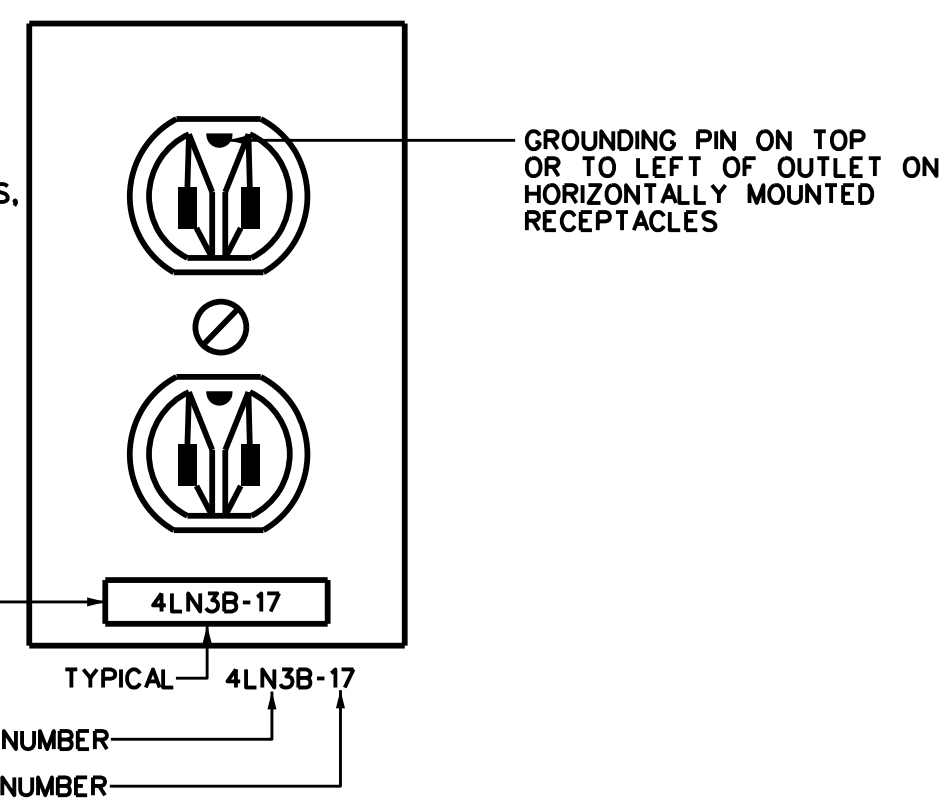 GROUNDING PIN ON TOP
OR TO LEFT OF OUTLET ON
HORIZONTALLY MOUNTED
RECEPTACLES
4LN3B-17
TYPICAL
4LN3B-17
NUMBER
NUMBER